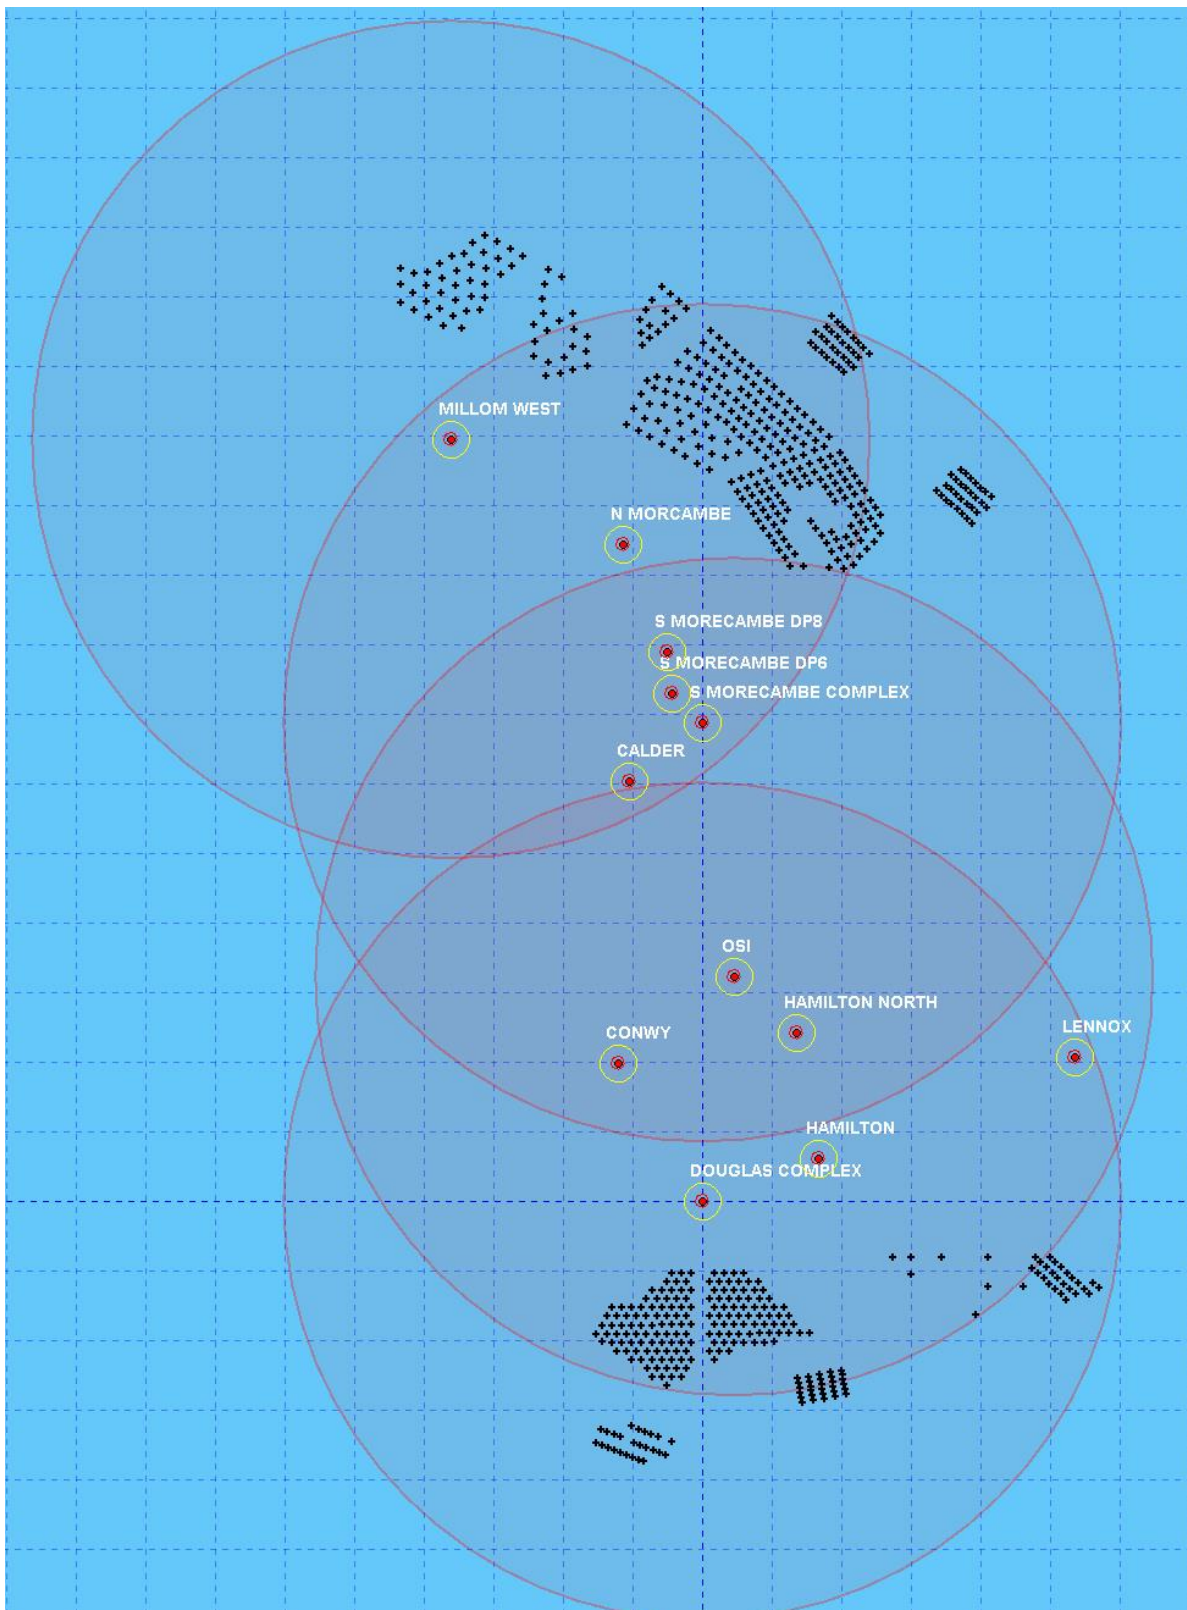 MILLOM WEST
N MORCAMBE
S MORECAMBE DP8
S MORECAMBE DP6
S MORECAMBE COMPLEX
CALDER
OSI
HAMILTON NORTH
CONWY
LENNOX
HAMILTON
DOUGLAS COMPLEX